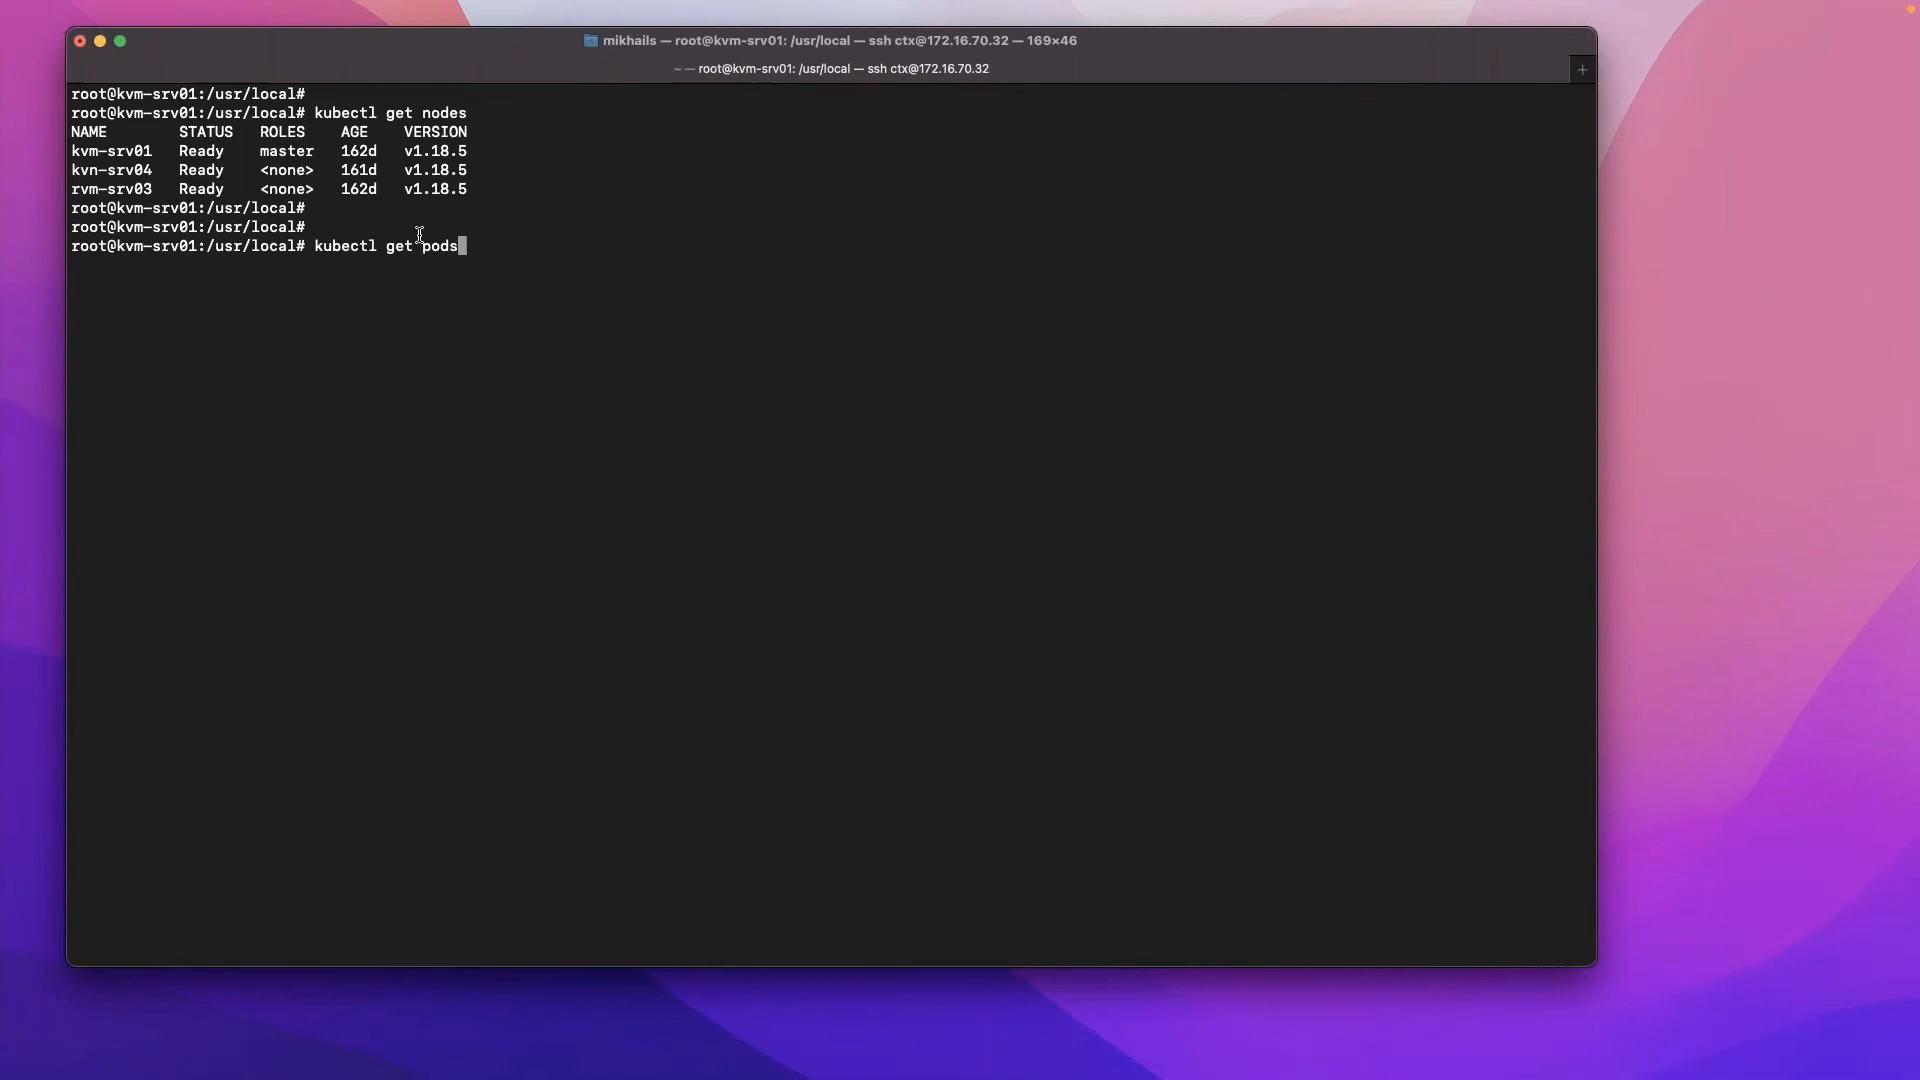 mikhails — root@kvm-srv01: /usr/local — ssh ctx@172.16.70.32 — 169×46
~ — root@kvm-srv01: /usr/local — ssh ctx@172.16.70.32
+
root@kvm-srv01:/usr/local#
root@kvm-srv01:/usr/local# kubectl get nodes
NAME STATUS ROLES AGE VERSION
kvm-srv01 Ready master 162d v1.18.5
kvn-srv04 Ready <none> 161d v1.18.5
rvm-srv03 Ready <none> 162d v1.18.5
root@kvm-srv01:/usr/local#
root@kvm-srv01:/usr/local#
root@kvm-srv01:/usr/local# kubectl get pods